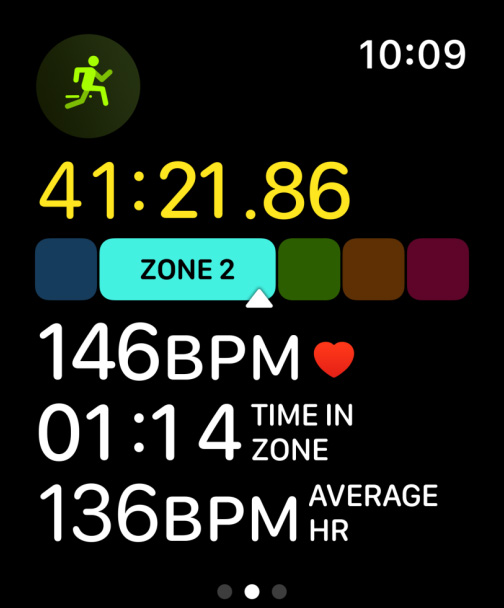 10:09
41:21.86
ZONE 2
146BPM
01:14 TIME IN
ZONE
136BPM AVERAGE
HR